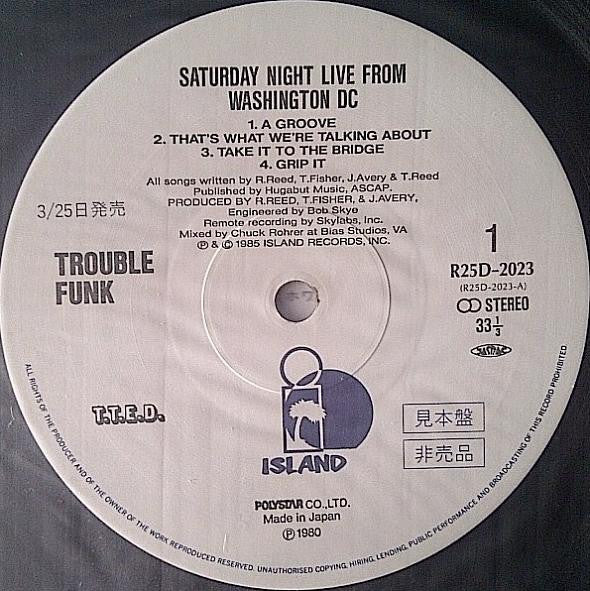 SATURDAY NIGHT LIVE FROM
WASHINGTON DC
1. A GROOVE
2. THAT'S WHAT WE'RE TALKING ABOUT
3. TAKE IT TO THE BRIDGE
4. GRIP IT
All songs written by R.Reed, T.Fisher, J.Avery & T.Reed
Published by Hugabut Music, ASCAP.
PRODUCED BY R.REED, T.FISHER, & J.AVERY,
Engineered by Bob Skye
Remote recording by Skylabs, Inc.
Mixed by Chuck Rohrer at Bias Studios, VA
℗ & © 1985 ISLAND RECORDS, INC.
3/25日発売
TROUBLE
FUNK
1
R25D-2023
(R25D-2023-A)
STEREO
33 1/3
JASRAC
T.T.E.D.
ISLAND
見本盤
非売品
POLYSTAR CO., LTD.
Made in Japan
℗ 1980
ALL RIGHTS OF THE PRODUCER AND OF THE OWNER OF THE WORK REPRODUCED RESERVED. UNAUTHORISED COPYING, HIRING, LENDING, PUBLIC PERFORMANCE AND BROADCASTING OF THIS RECORD PROHIBITED